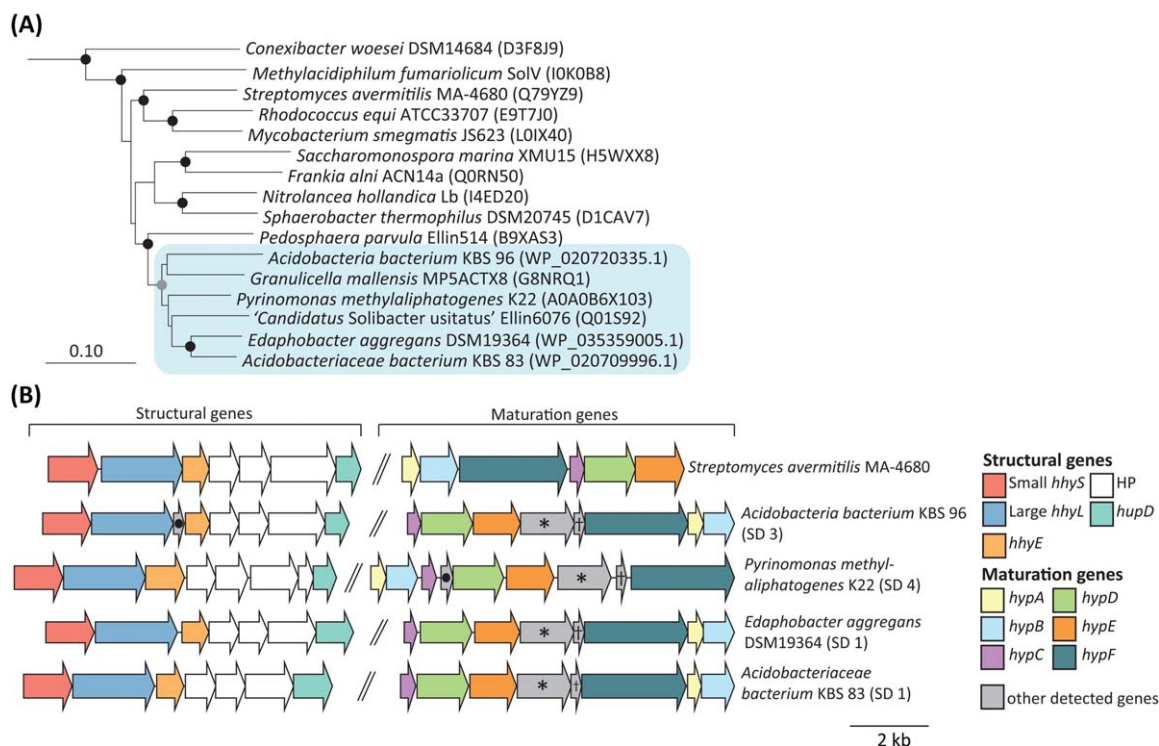 (A)
Conexibacter woesei DSM14684 (D3F8J9)
Methylacidiphilum fumariolicum SolV (I0K0B8)
Streptomyces avermitilis MA-4680 (Q79YZ9)
Rhodococcus equi ATCC33707 (E9T7J0)
Mycobacterium smegmatis JS623 (L0IX40)
Saccharomonospora marina XMU15 (H5WXX8)
Frankia alni ACN14a (Q0RN50)
Nitrolancea hollandica Lb (I4ED20)
Sphaerobacter thermophilus DSM20745 (D1CAV7)
Pedosphaera parvula Ellin514 (B9XAS3)
Acidobacteria bacterium KBS 96 (WP_020720335.1)
Granulicella mallensis MP5ACTX8 (G8NRQ1)
Pyrinomonas methylaliphatogenes K22 (A0A0B6X103)
'Candidatus Solibacter usitatus' Ellin6076 (Q01S92)
Edaphobacter aggregans DSM19364 (WP_035359005.1)
Acidobacteriaceae bacterium KBS 83 (WP_020709996.1)
0.10
(B)
Structural genes
Maturation genes
//
Streptomyces avermitilis MA-4680
//
*
†
Acidobacteria bacterium KBS 96
(SD 3)
//
*
†
Pyrinomonas methyl-
aliphatogenes K22 (SD 4)
//
*
†
Edaphobacter aggregans
DSM19364 (SD 1)
//
*
†
Acidobacteriaceae
bacterium KBS 83 (SD 1)
2 kb
Structural genes
Small hhyS
HP
Large hhyL
hupD
hhyE
Maturation genes
hypA
hypD
hypB
hypE
hypC
hypF
other detected genes